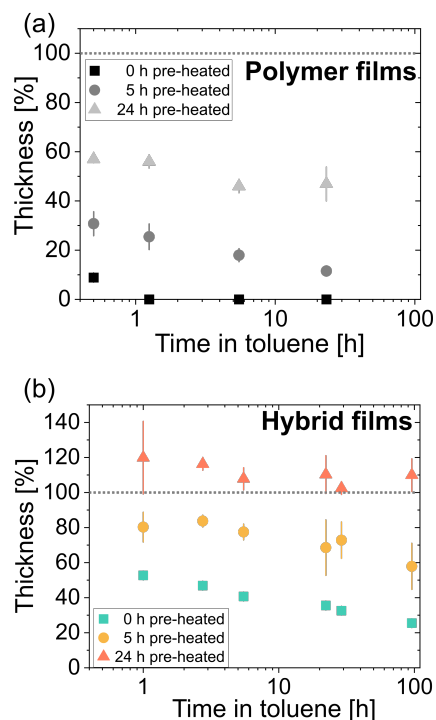 (a)
100
80
60
40
20
0
Thickness [%]
0 h pre-heated
5 h pre-heated
24 h pre-heated
Polymer films
1
10
100
Time in toluene [h]
(b)
140
120
100
80
60
40
20
0
Thickness [%]
Hybrid films
0 h pre-heated
5 h pre-heated
24 h pre-heated
1
10
100
Time in toluene [h]